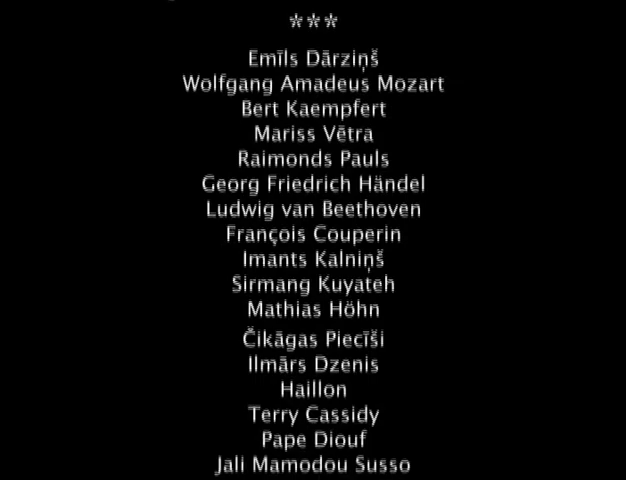 ***
Emīls Dārziņš
Wolfgang Amadeus Mozart
Bert Kaempfert
Mariss Vētra
Raimonds Pauls
Georg Friedrich Händel
Ludwig van Beethoven
François Couperin
Imants Kalniņš
Sirmang Kuyateh
Mathias Höhn
Čikāgas Piecīši
Ilmārs Dzenis
Haillon
Terry Cassidy
Pape Diouf
Jali Mamodou Susso